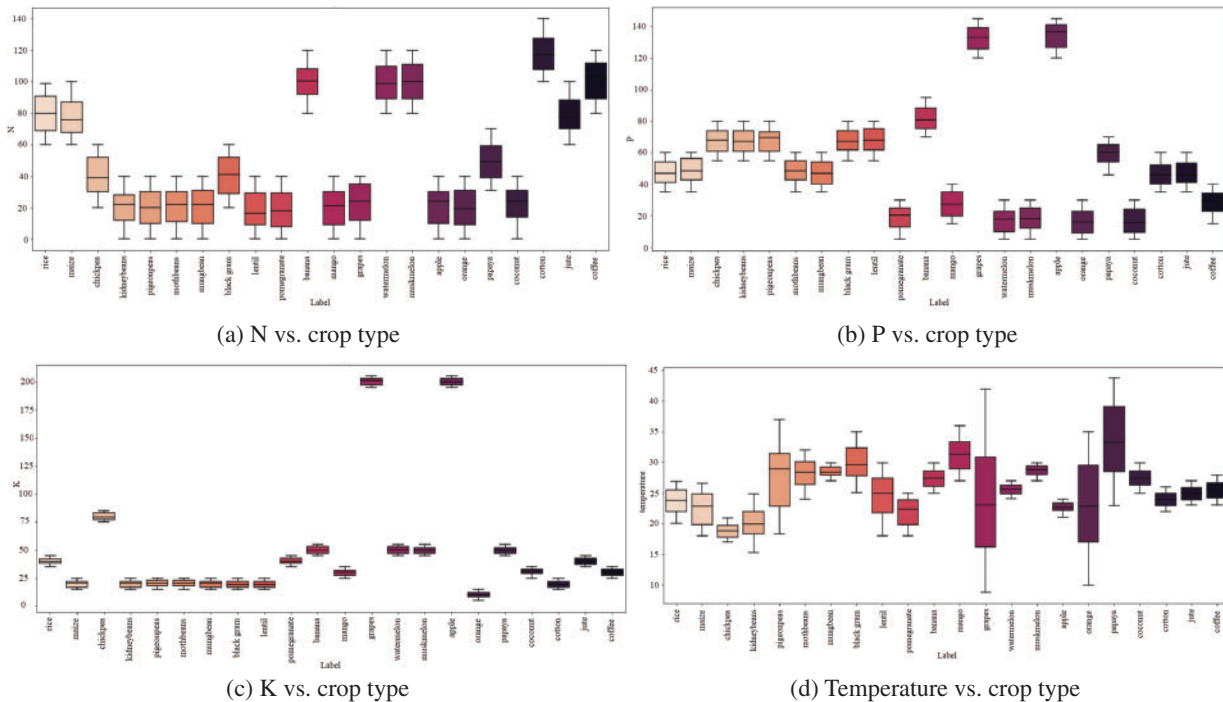 140
120
100
80
60
40
20
0
N
rice
maize
chickpea
kidneybeans
pigeonpeas
mothbeans
mungbean
black gram
lentil
pomegranate
banana
mango
grapes
watermelon
muskmelon
apple
orange
papaya
coconut
cotton
jute
coffee
Label
(a) N vs. crop type
140
120
100
80
60
40
20
0
P
rice
maize
chickpea
kidneybeans
pigeonpeas
mothbeans
mungbean
black gram
lentil
pomegranate
banana
mango
grapes
watermelon
muskmelon
apple
orange
papaya
coconut
cotton
jute
coffee
Label
(b) P vs. crop type
200
175
150
125
100
75
50
25
0
K
rice
maize
chickpea
kidneybeans
pigeonpeas
mothbeans
mungbean
black gram
lentil
pomegranate
banana
mango
grapes
watermelon
muskmelon
apple
orange
papaya
coconut
cotton
jute
coffee
Label
(c) K vs. crop type
45
40
35
30
25
20
15
10
temperature
rice
maize
chickpea
kidneybeans
pigeonpeas
mothbeans
mungbean
black gram
lentil
pomegranate
banana
mango
grapes
watermelon
muskmelon
apple
orange
papaya
coconut
cotton
jute
coffee
Label
(d) Temperature vs. crop type